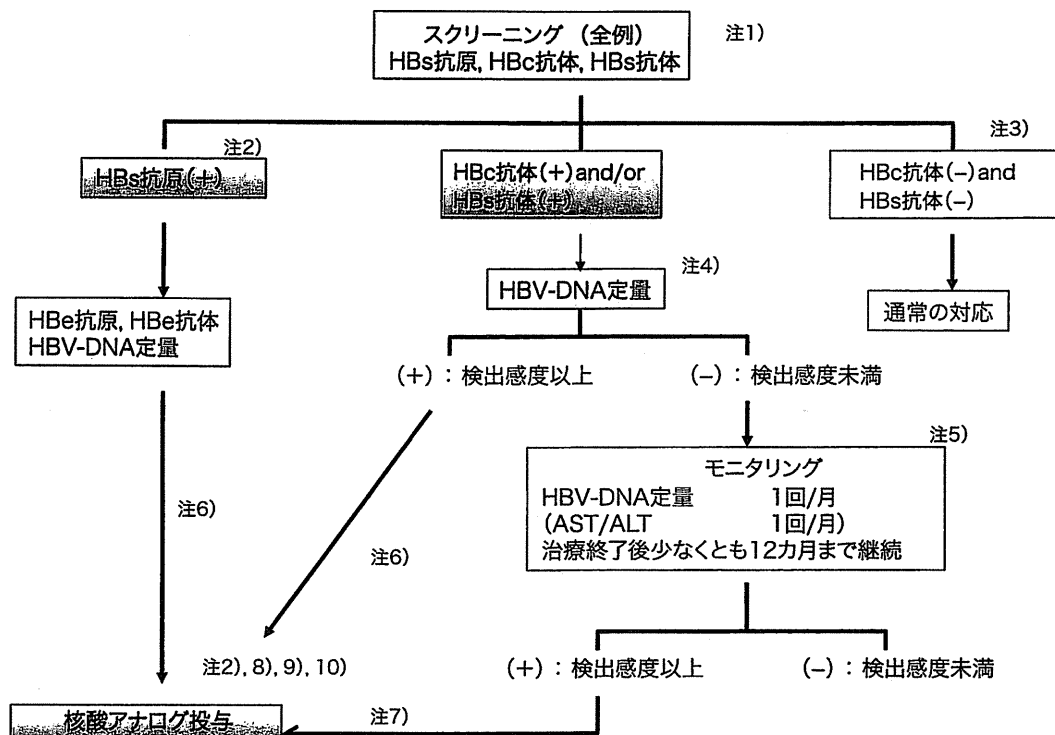 スクリーニング (全例)
HBs抗原, HBc抗体, HBs抗体
注1)
注2)
HBs抗原(+)
HBc抗体(+)and/or
HBs抗体(+)
注3)
HBc抗体(−)and
HBs抗体(−)
HBe抗原, HBe抗体
HBV-DNA定量
注4)
HBV-DNA定量
通常の対応
(+) : 検出感度以上
(−) : 検出感度未満
注5)
モニタリング
HBV-DNA定量 1回/月
(AST/ALT 1回/月)
治療終了後少なくとも12カ月まで継続
注6)
注6)
注2), 8), 9), 10)
(+) : 検出感度以上
(−) : 検出感度未満
注7)
核酸アナログ投与